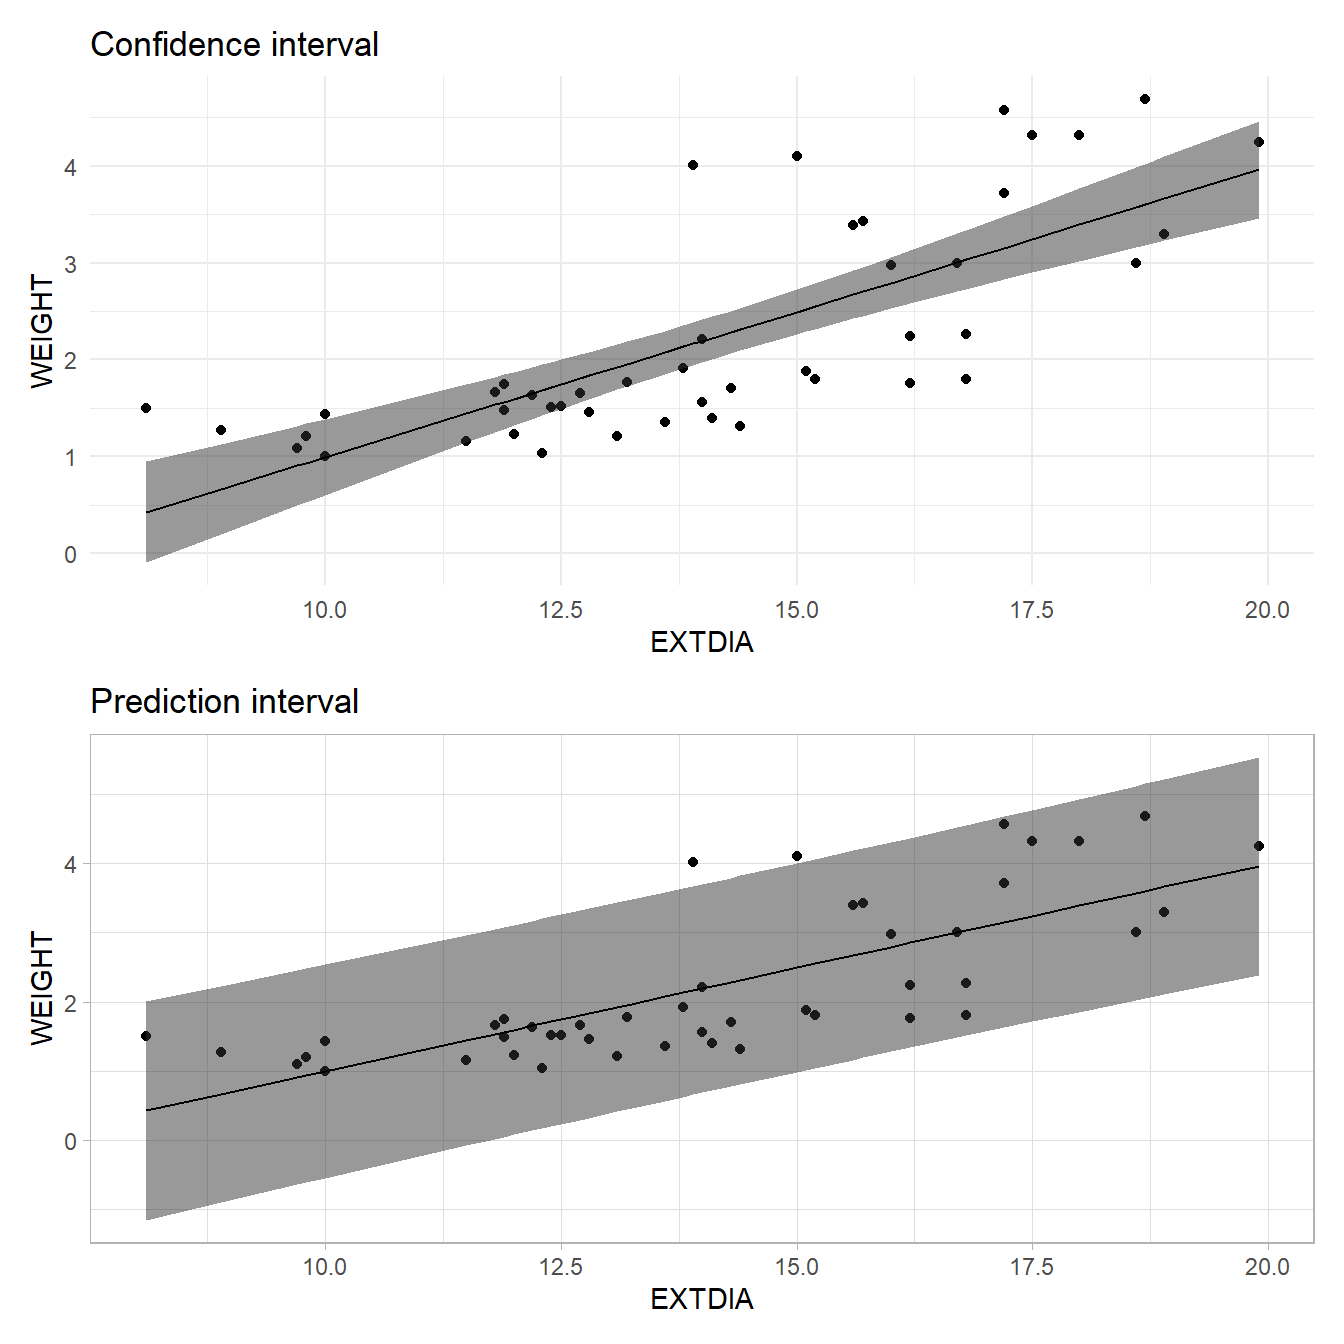 Confidence interval
WEIGHT
4
3
2
1
0
10.0 12.5 15.0 17.5 20.0
EXTDIA
Prediction interval
WEIGHT
4
2
0
10.0 12.5 15.0 17.5 20.0
EXTDIA